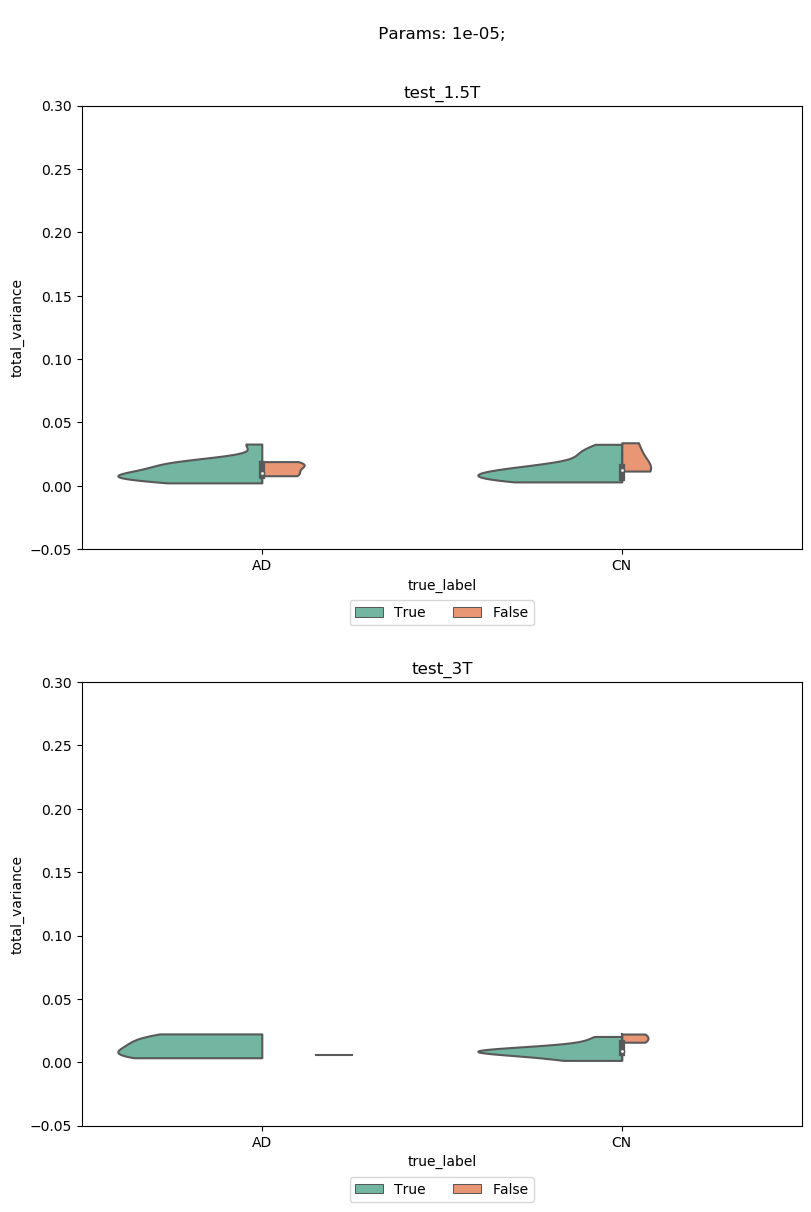 Params: 1e-05;
test_1.5T
0.30
0.25
0.20
0.15
0.10
0.05
0.00
−0.05
total_variance
AD CN
true_label
True False
test_3T
0.30
0.25
0.20
0.15
0.10
0.05
0.00
−0.05
total_variance
AD CN
true_label
True False